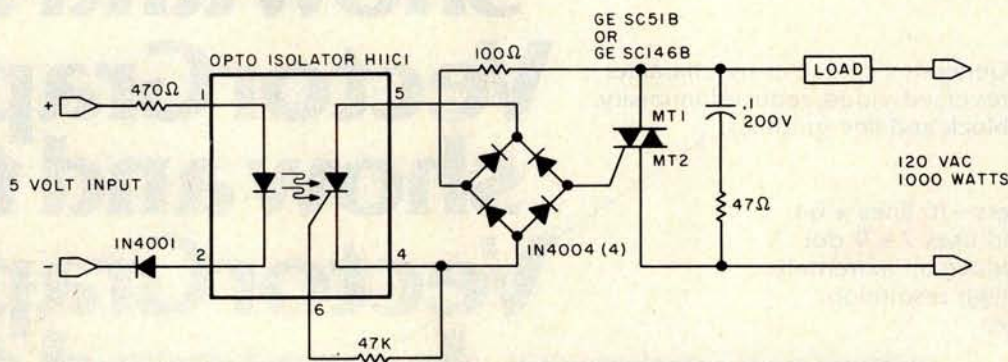 GE SC51B
OR
GE SC146B
OPTO ISOLATOR H11C1
100Ω
LOAD
+
470Ω
1
5
MT1
MT2
.1
200V
5 VOLT INPUT
120 VAC
1000 WATTS
47Ω
-
1N4001
2
4
1N4004 (4)
6
47K